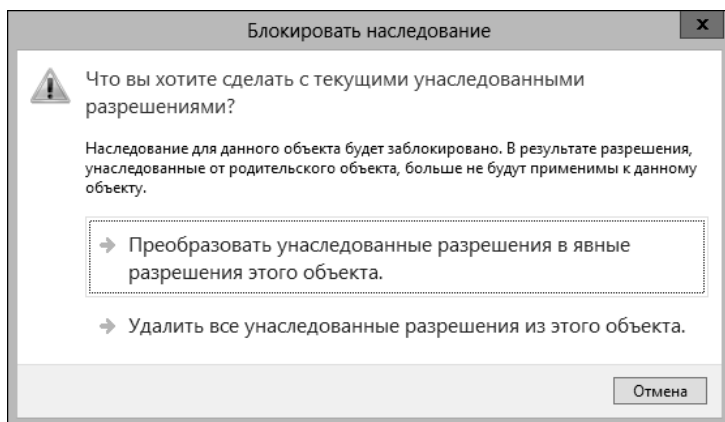 Блокировать наследование
x
Что вы хотите сделать с текущими унаследованными
разрешениями?
Наследование для данного объекта будет заблокировано. В результате разрешения,
унаследованные от родительского объекта, больше не будут применимы к данному
объекту.
Преобразовать унаследованные разрешения в явные
разрешения этого объекта.
Удалить все унаследованные разрешения из этого объекта.
Отмена